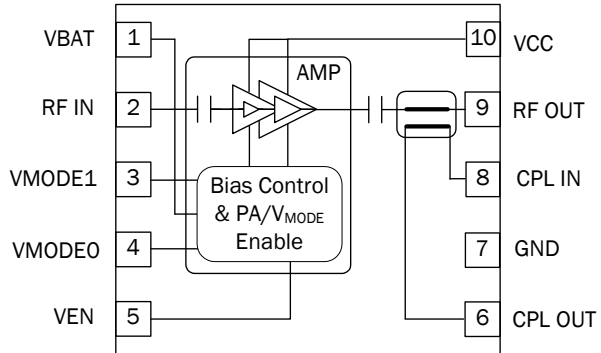 VBAT 1
10 VCC
AMP
RF IN 2
9 RF OUT
VMODE1 3
8 CPL IN
Bias Control
& PA/VMODE
Enable
VMODE0 4
7 GND
VEN 5
6 CPL OUT